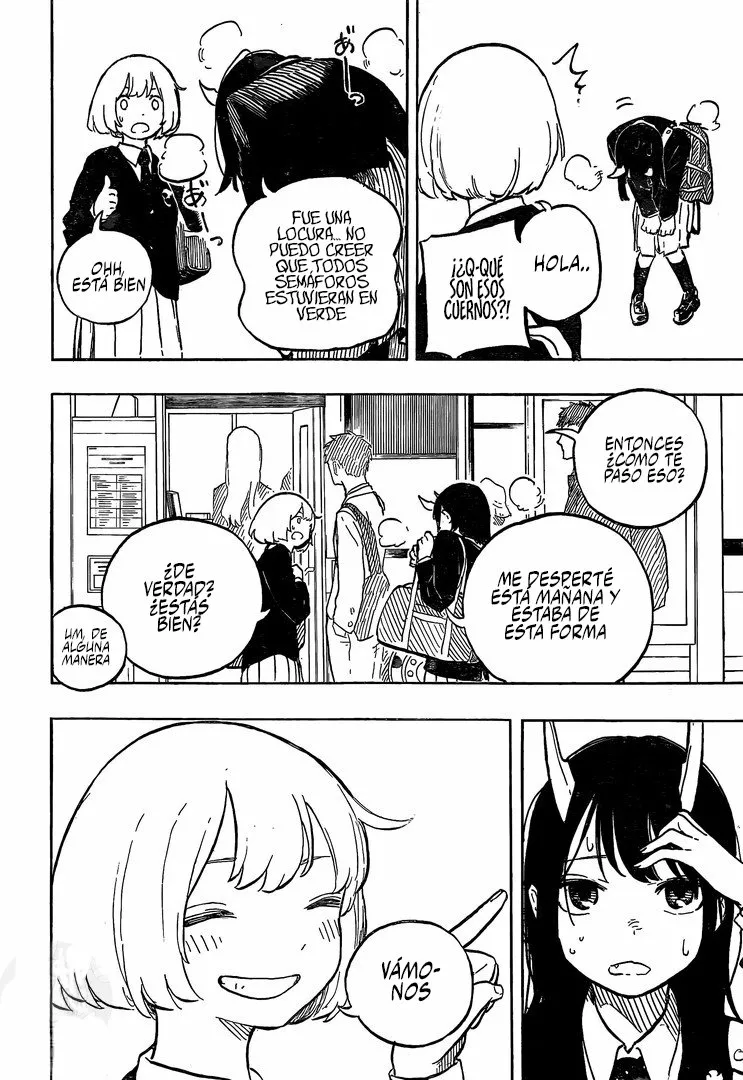 HOLA..
¡¿Q-QUÉ
SON ESOS
CUERNOS?!
FUE UNA
LOCURA... NO
PUEDO CREER
QUE TODOS
SEMÁFOROS
ESTUVIERAN EN
VERDE
OHH,
ESTÁ BIEN
ENTONCES
¿CÓMO TE
PASO ESO?
ME DESPERTÉ
ESTA MAÑANA Y
ESTABA DE
ESTA FORMA
¿DE
VERDAD?
¿ESTÁS
BIEN?
UM, DE
ALGUNA
MANERA
VÁMO-
NOS